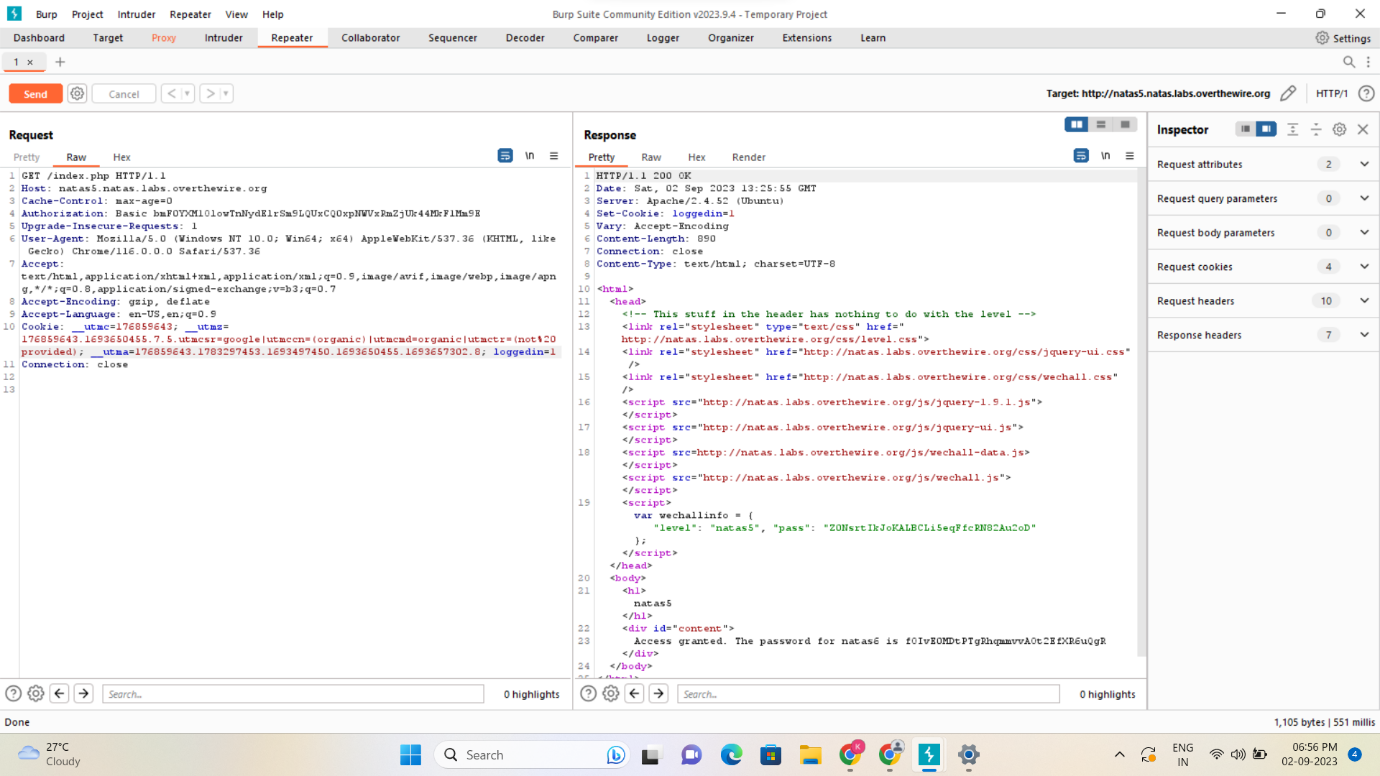 Burp Project Intruder Repeater View Help
Burp Suite Community Edition v2023.9.4 - Temporary Project
Dashboard Target Proxy Intruder Repeater Collaborator Sequencer Decoder Comparer Logger Organizer Extensions Learn
Settings
1 × +
Send Cancel < > 
Target: http://natas5.natas.labs.overthewire.org HTTP/1
Request
Pretty Raw Hex \n
1 GET /index.php HTTP/1.1
2 Host: natas5.natas.labs.overthewire.org
3 Cache-Control: max-age=0
4 Authorization: Basic
5 Upgrade-Insecure-Requests: 1
6 User-Agent: Mozilla/5.0 (Windows NT 10.0; Win64; x64) AppleWebKit/537.36 (KHTML, like
Gecko) Chrome/116.0.0.0 Safari/537.36
7 Accept:
text/html,application/xhtml+xml,application/xml;q=0.9,image/avif,image/webp,image/apn
g,*/*;q=0.8,application/signed-exchange;v=b3;q=0.7
8 Accept-Encoding: gzip, deflate
9 Accept-Language: en-US,en;q=0.9
10 Cookie: __utmc=176859643; __utmz=
176859643.1693650455.7.5.utmcsr=google|utmccn=(organic)|utmcmd=organic|utmctr=(not%20
provided); __utma=176859643.1783297453.1693497450.1693650455.1693657302.8; loggedin=1
11 Connection: close
12
13
Search...
0 highlights
Response
Pretty Raw Hex Render \n
1 HTTP/1.1 200 OK
2 Date: Sat, 02 Sep 2023 13:25:55 GMT
3 Server: Apache/2.4.52 (Ubuntu)
4 Set-Cookie: loggedin=1
5 Vary: Accept-Encoding
6 Content-Length: 890
7 Connection: close
8 Content-Type: text/html; charset=UTF-8
9
10 <html>
11 <head>
12 <!-- This stuff in the header has nothing to do with the level -->
13 <link rel="stylesheet" type="text/css" href="
http://natas.labs.overthewire.org/css/level.css">
14 <link rel="stylesheet" href="http://natas.labs.overthewire.org/css/jquery-ui.css"
/>
15 <link rel="stylesheet" href="http://natas.labs.overthewire.org/css/wechall.css"
/>
16 <script src="http://natas.labs.overthewire.org/js/jquery-1.9.1.js">
</script>
17 <script src="http://natas.labs.overthewire.org/js/jquery-ui.js">
</script>
18 <script src=http://natas.labs.overthewire.org/js/wechall-data.js>
</script>
<script src="http://natas.labs.overthewire.org/js/wechall.js">
</script>
19 <script>
var wechallinfo = {
"level": "natas5", "pass":
};
</script>
</head>
20 <body>
21 <h1>
natas5
</h1>
22 <div id="content">
23 Access granted. The password for natas6 is
</div>
24 </body>
Search...
0 highlights
Inspector
Request attributes 2
Request query parameters 0
Request body parameters 0
Request cookies 4
Request headers 10
Response headers 7
Done
1,105 bytes | 551 millis
27°C
Cloudy
Search
ENG
IN
06:56 PM
02-09-2023
4